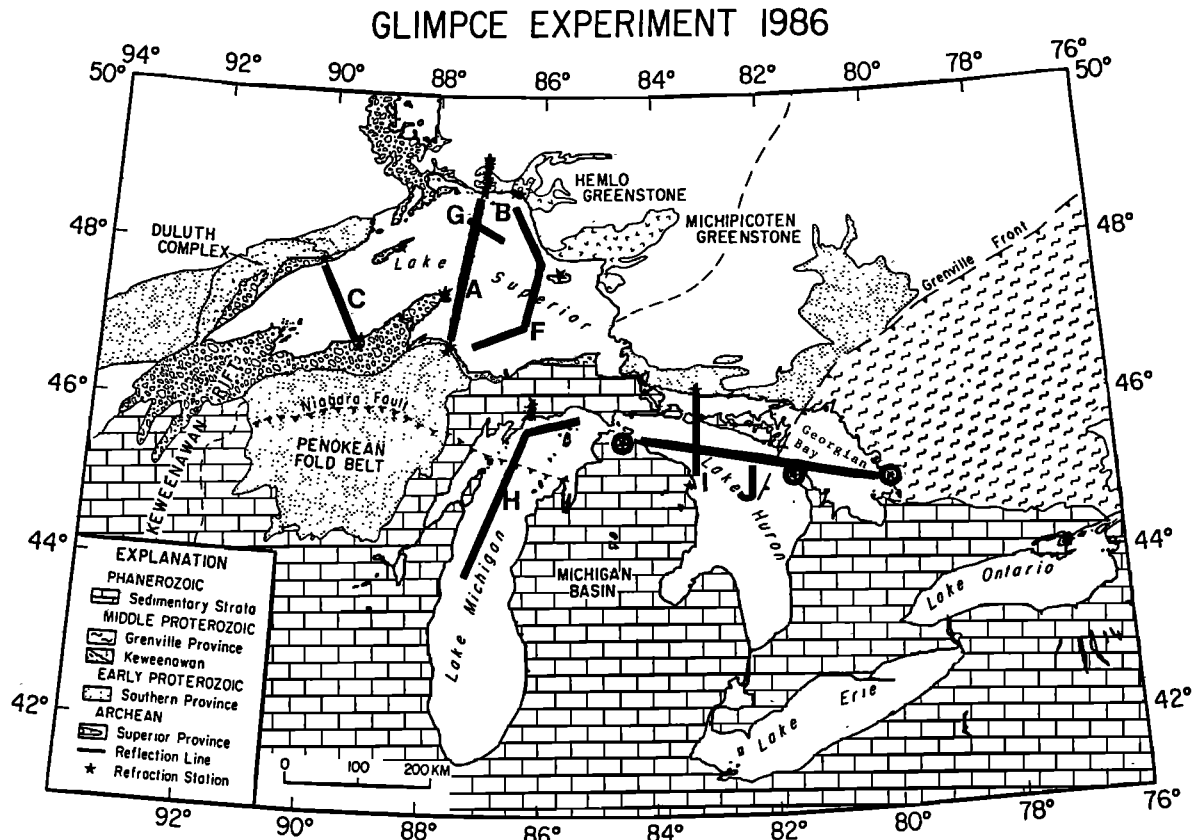 GLIMPCE EXPERIMENT 1986
94° 92° 90° 88° 86° 84° 82° 80° 78° 76°
50° 50°
HEMLO
GREENSTONE
G B
MICHIPICOTEN
GREENSTONE
48° 48°
DULUTH
COMPLEX
Grenville Front
Lake Superior
C A F
46° 46°
KEWEENAWAN RIFT
Niagara Fault
PENOKEAN
FOLD BELT
Georgian
Bay
H I J
Lake Huron
44° 44°
Lake Michigan
MICHIGAN
BASIN
Lake Ontario
EXPLANATION
PHANEROZOIC
Sedimentary Strata
MIDDLE PROTEROZOIC
Grenville Province
Keweenawan
EARLY PROTEROZOIC
Southern Province
ARCHEAN
Superior Province
Reflection Line
Refraction Station
42° 42°
Lake Erie
0 100 200 KM
92° 90° 88° 86° 84° 82° 80° 78° 76°